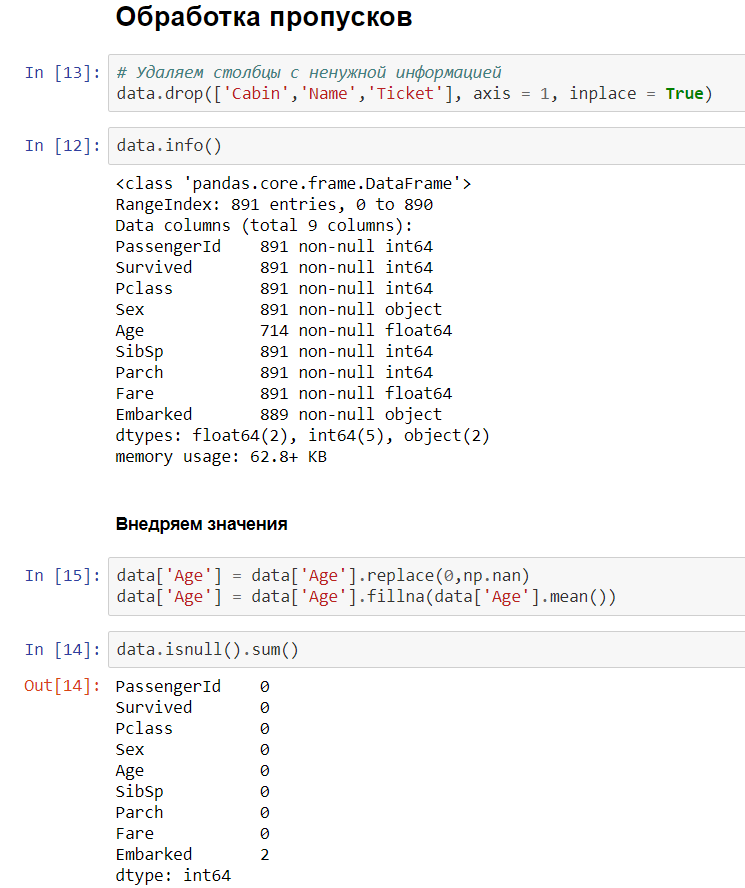 Обработка пропусков
In [13]: # Удаляем столбцы с ненужной информацией
data.drop(['Cabin','Name','Ticket'], axis = 1, inplace = True)
In [12]: data.info()
<class 'pandas.core.frame.DataFrame'>
RangeIndex: 891 entries, 0 to 890
Data columns (total 9 columns):
PassengerId    891 non-null int64
Survived       891 non-null int64
Pclass         891 non-null int64
Sex            891 non-null object
Age            714 non-null float64
SibSp          891 non-null int64
Parch          891 non-null int64
Fare           891 non-null float64
Embarked       889 non-null object
dtypes: float64(2), int64(5), object(2)
memory usage: 62.8+ KB
Внедряем значения
In [15]: data['Age'] = data['Age'].replace(0,np.nan)
data['Age'] = data['Age'].fillna(data['Age'].mean())
In [14]: data.isnull().sum()
Out[14]: PassengerId    0
Survived       0
Pclass         0
Sex            0
Age            0
SibSp          0
Parch          0
Fare           0
Embarked       2
dtype: int64